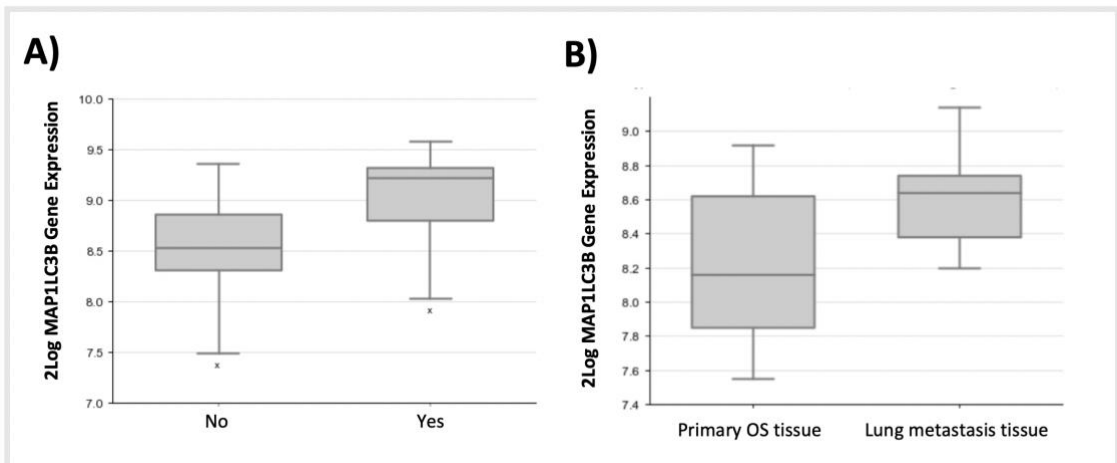 A)
2Log MAP1LC3B Gene Expression
10.0
9.5
9.0
8.5
8.0
7.5
7.0
x
x
No
Yes
B)
2Log MAP1LC3B Gene Expression
9.0
8.8
8.6
8.4
8.2
8.0
7.8
7.6
7.4
Primary OS tissue
Lung metastasis tissue